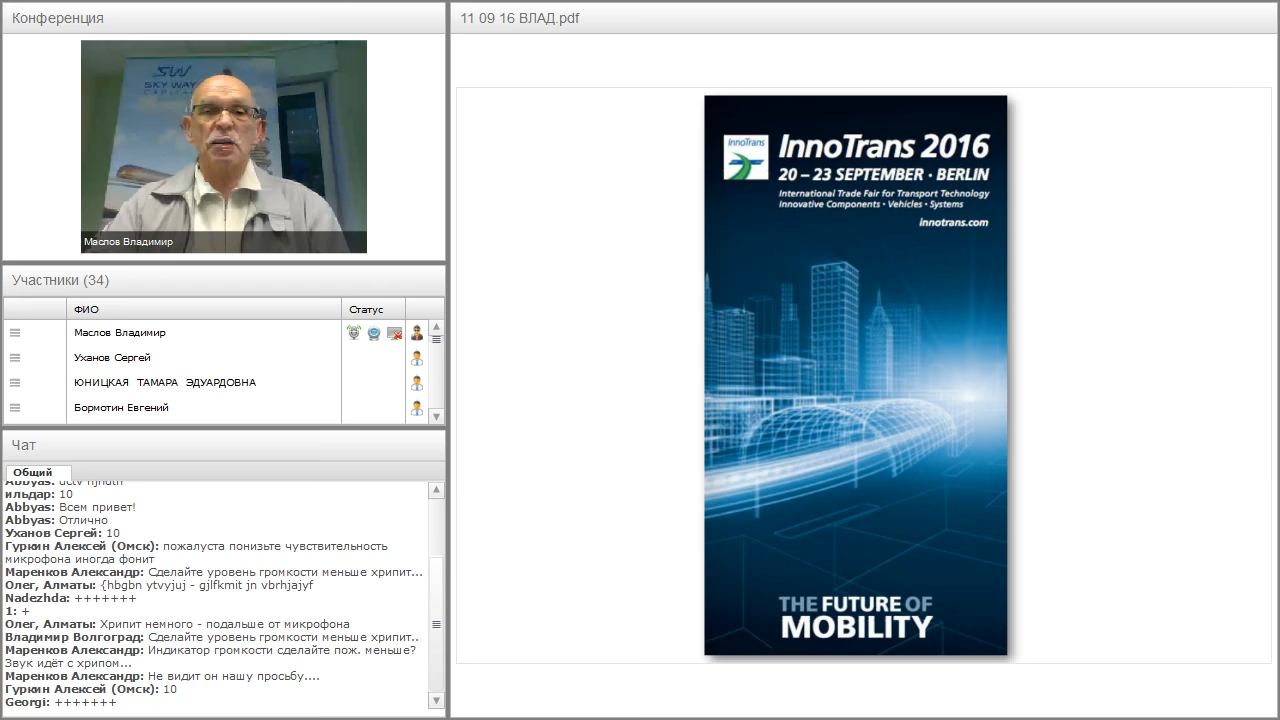 Конференция
SKY WAY
Маслов Владимир
Участники (34)
ФИО
Статус
Маслов Владимир
Уханов Сергей
ЮНИЦКАЯ ТАМАРА ЭДУАРДОВНА
Бормотин Евгений
Чат
Общий
Abbyas:
ильдар: 10
Abbyas: Всем привет!
Abbyas: Отлично
Уханов Сергей: 10
Гуркин Алексей (Омск): пожалуста понизьте чувствительность
микрофона иногда фонит
Маренков Александр: Сделайте уровень громкости меньше хрипит...
Олег, Алматы: {hbgbn ytvyjuj - gjlfkmit jn vbrhjajyf
Nadezhda: +++++++
1: +
Олег, Алматы: Хрипит немного - подальше от микрофона
Владимир Волгоград: Сделайте уровень громкости меньше хрипит..
Маренков Александр: Индикатор громкости сделайте пож. меньше?
Звук идёт с хрипом...
Маренков Александр: Не видит он нашу просьбу....
Гуркин Алексей (Омск): 10
Georgi: +++++++
11 09 16 ВЛАД.pdf
InnoTrans
InnoTrans 2016
20 – 23 SEPTEMBER · BERLIN
International Trade Fair for Transport Technology
Innovative Components · Vehicles · Systems
innotrans.com
THE FUTURE OF
MOBILITY